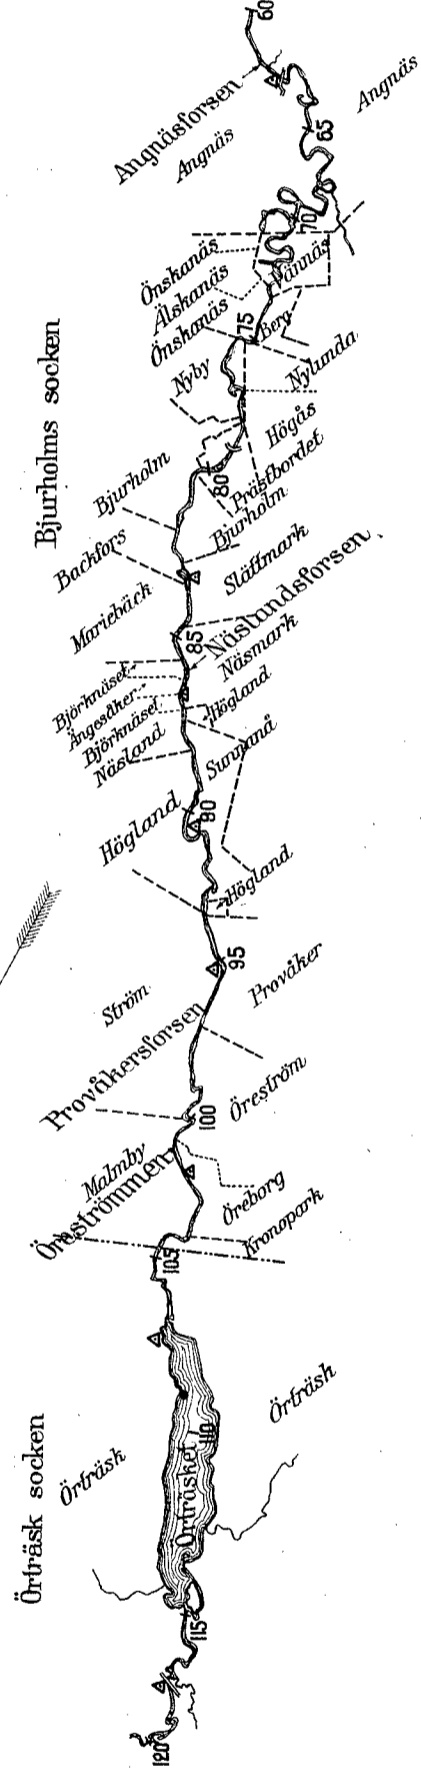 60
Angnäsforsen
Angnäs
Angnäs
65
70
Önskanäs
Älskanäs
Önskanäs
Vännäs
Berg
75
Nylunda
Nyby
Högås
Prästbordet
80
Bjurholms socken
Bjurholm
Bjurholm
Backfors
Slättmark
Mariebäck
85
Näslandsforsen
Näsmark
Björknäset
Ängesåker
Björknäset
Näsland
Högland
Sunnanå
Högland
90
Högland
95
Provåker
Ström
Provåkersforsen
100
Öreström
Malmby
Öreströmmen
Öreborg
Kronopark
105
Örträsk socken
Örträsk
Örträsk
Örträsket
110
115
120